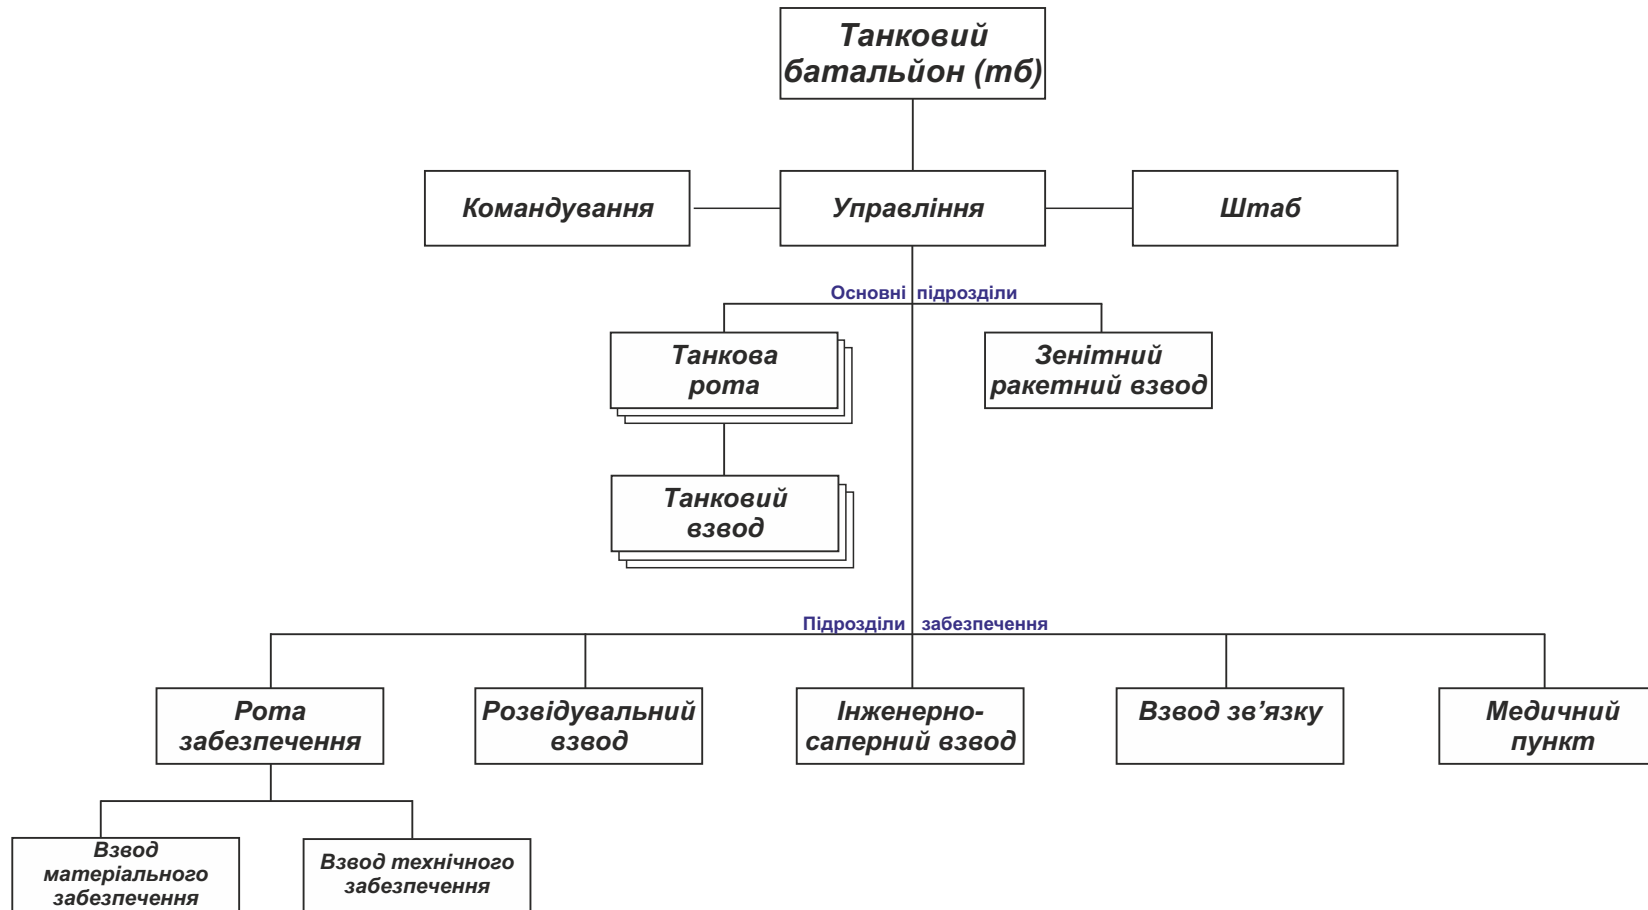 Танковий
батальйон (тб)
Командування
Управління
Штаб
Основні підрозділи
Танкова
рота
Зенітний
ракетний взвод
Танковий
взвод
Підрозділи забезпечення
Рота
забезпечення
Розвідувальний
взвод
Інженерно-
саперний взвод
Взвод зв’язку
Медичний
пункт
Взвод
матеріального
забезпечення
Взвод технічного
забезпечення